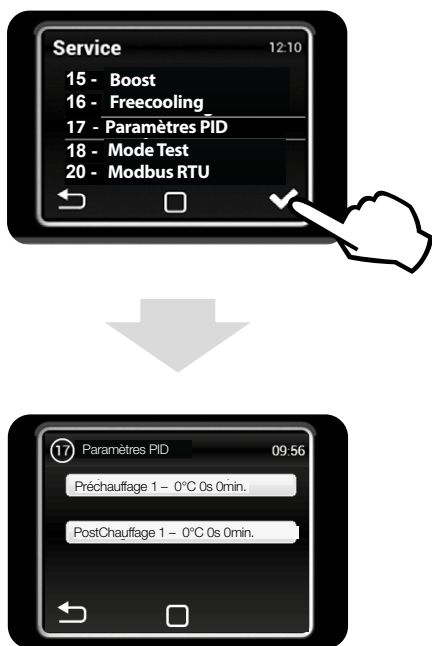 Service 12:10
15 - Boost
16 - Freecooling
17 - Paramètres PID
18 - Mode Test
20 - Modbus RTU
17 Paramètres PID 09:56
Préchauffage 1 – 0°C 0s 0min.
PostChauffage 1 – 0°C 0s 0min.